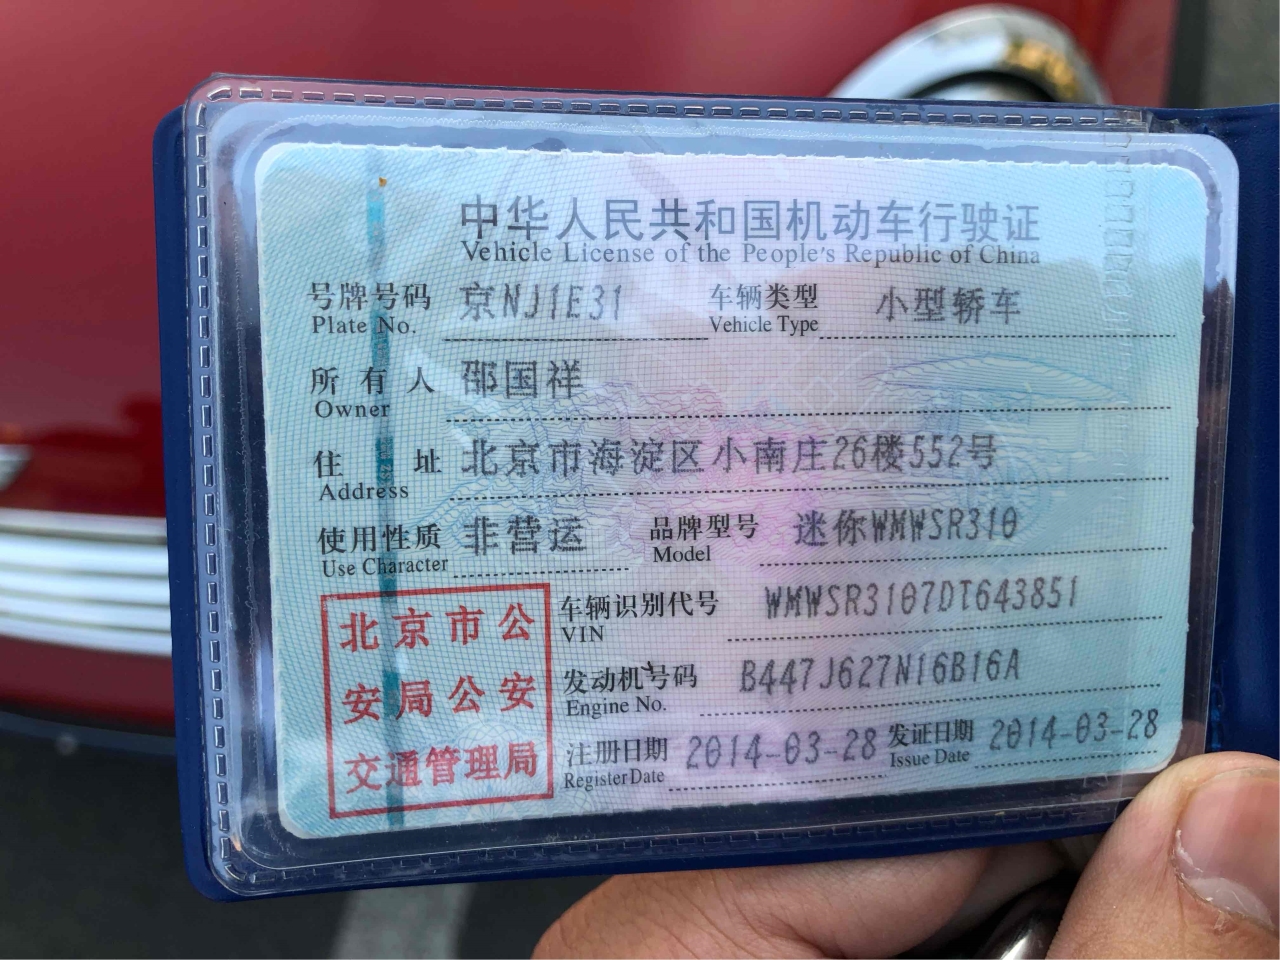 中华人民共和国机动车行驶证
Vehicle License of the People's Republic of China
号牌号码 京NJ1E31 车辆类型 小型轿车
Plate No. Vehicle Type
所有人 邵国祥
Owner
住址 北京市海淀区小南庄26楼552号
Address
使用性质 非营运 品牌型号 迷你WMWSR310
Use Character Model
车辆识别代号 WMWSR3107DT643851
VIN
发动机号码 B447J627N16B16A
Engine No.
注册日期 2014-03-28 发证日期 2014-03-28
Register Date Issue Date
北京市公
安局公安
交通管理局